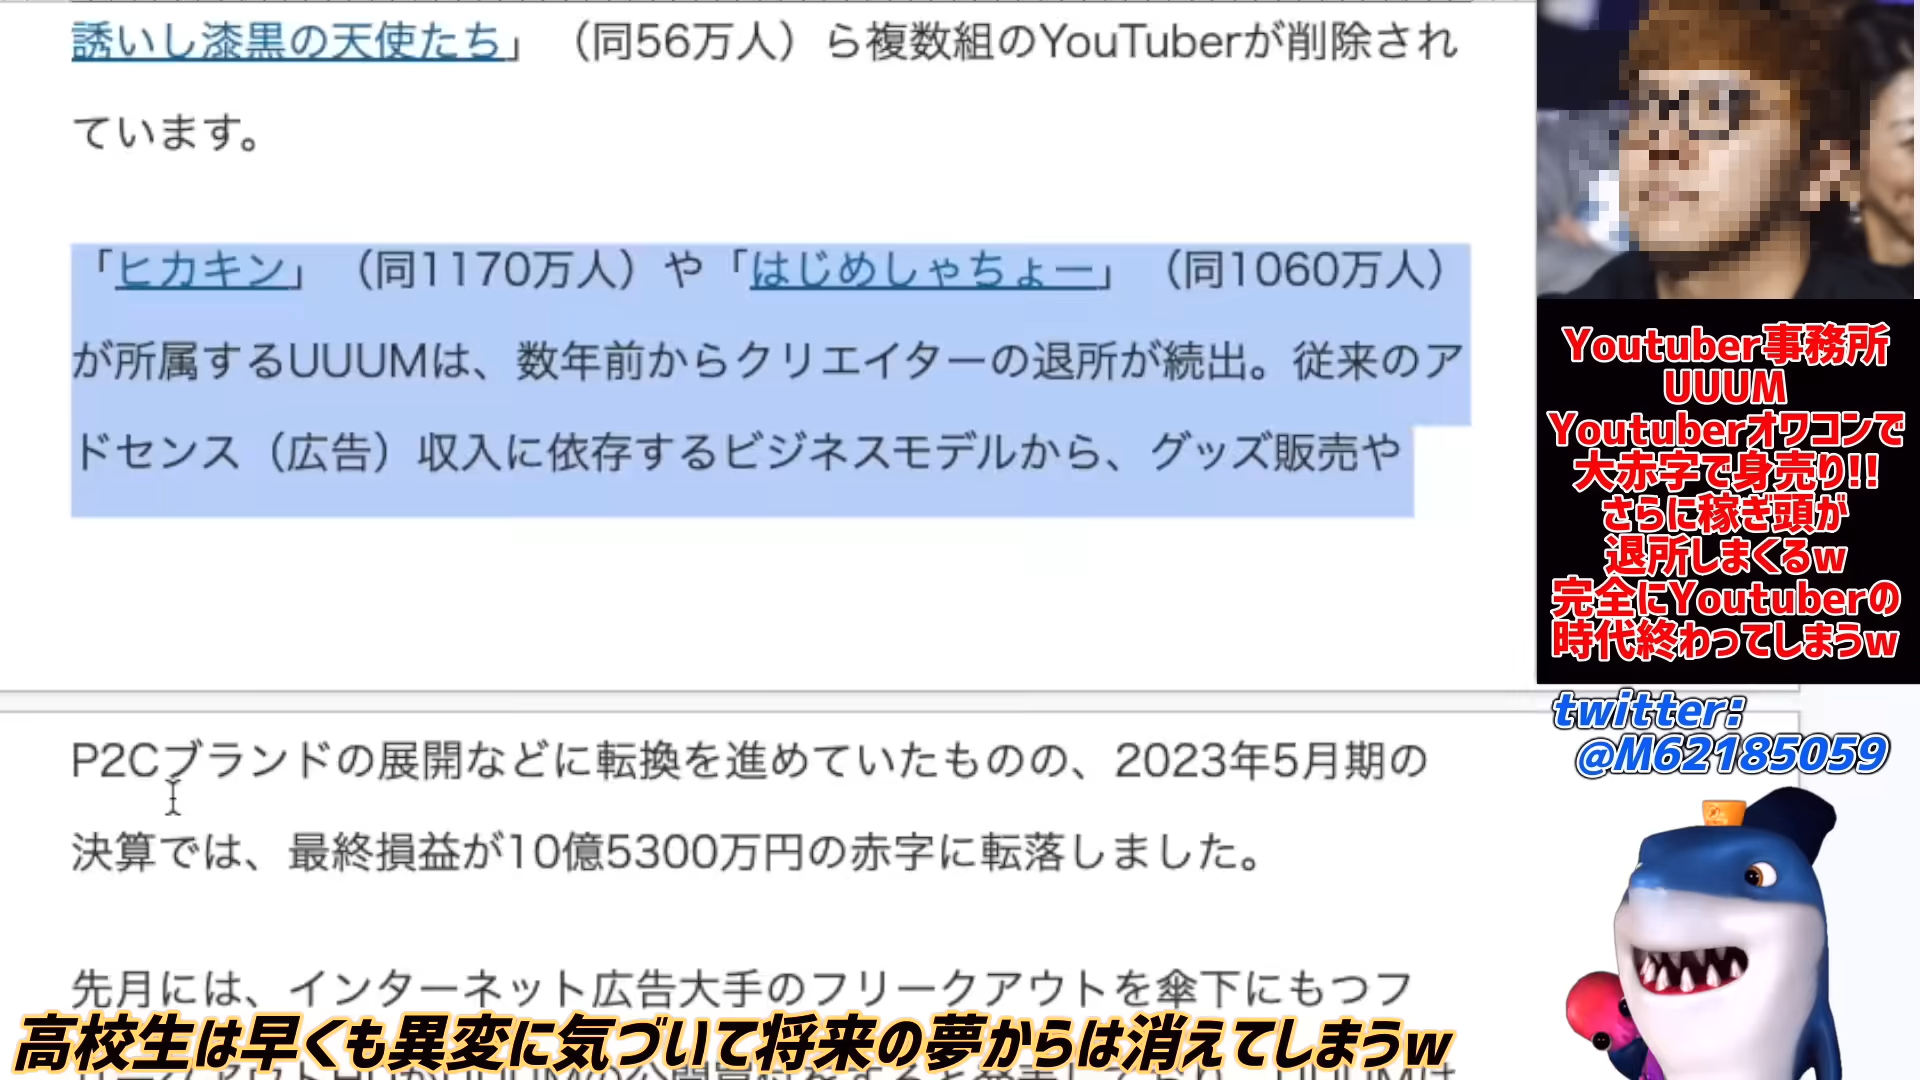 誘いし漆黒の天使たち」（同56万人）ら複数組のYouTuberが削除され
ています。
「ヒカキン」（同1170万人）や「はじめしゃちょー」（同1060万人）
が所属するUUUMは、数年前からクリエイターの退所が続出。従来のア
ドセンス（広告）収入に依存するビジネスモデルから、グッズ販売や
P2Cブランドの展開などに転換を進めていたものの、2023年5月期の
決算では、最終損益が10億5300万円の赤字に転落しました。
先月には、インターネット広告大手のフリークアウトを傘下にもつフ
高校生は早くも異変に気づいて将来の夢からは消えてしまうw
Youtuber事務所
UUUM
Youtuberオワコンで
大赤字で身売り!!
さらに稼ぎ頭が
退所しまくるw
完全にYoutuberの
時代終わってしまうw
twitter:
@M62185059